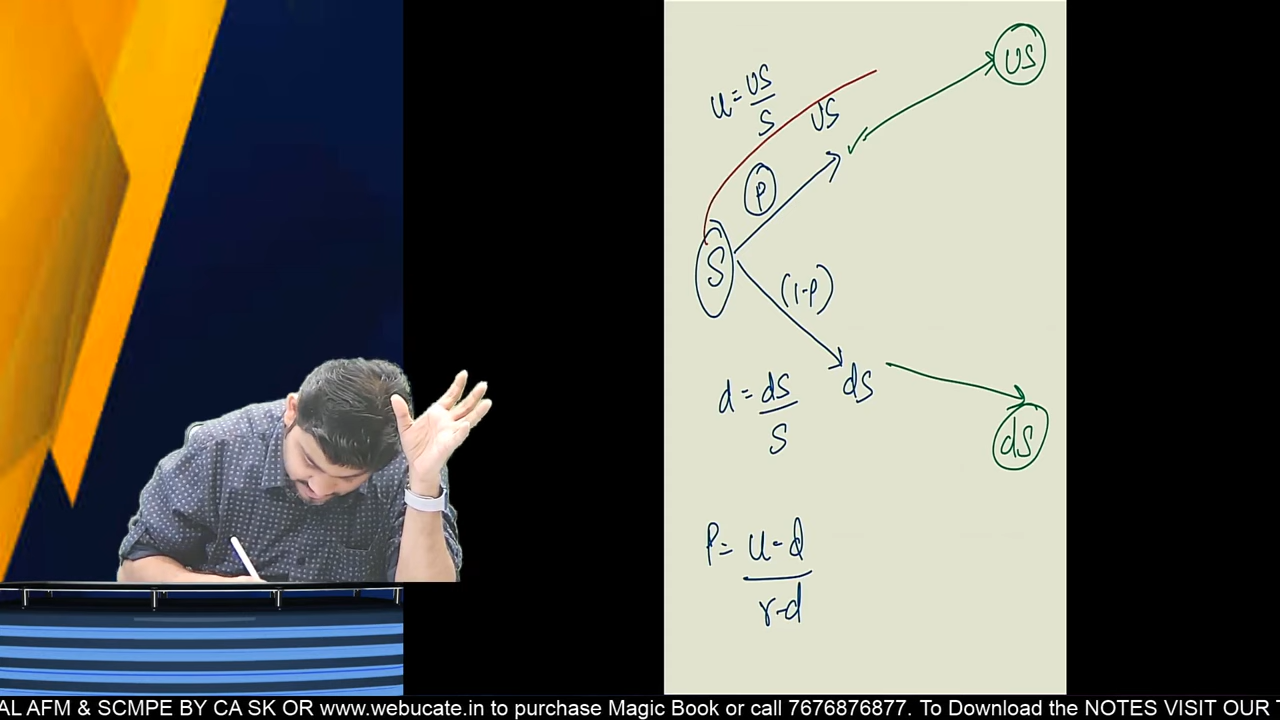 US
u = US/S
US
P
S
(1-P)
d = dS/S
dS
dS
P = u-d/r-d
AL AFM & SCMPE BY CA SK OR www.webucate.in to purchase Magic Book or call 7676876877. To Download the NOTES VISIT OUR